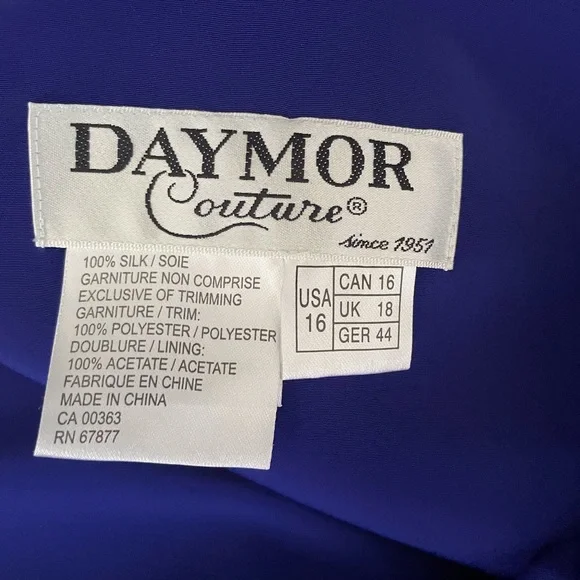 DAYMOR
Couture®
since 1951
100% SILK / SOIE
GARNITURE NON COMPRISE
EXCLUSIVE OF TRIMMING
GARNITURE / TRIM:
100% POLYESTER / POLYESTER
DOUBLURE / LINING:
100% ACETATE / ACETATE
FABRIQUE EN CHINE
MADE IN CHINA
CA 00363
RN 67877
USA 16
CAN 16
UK 18
GER 44